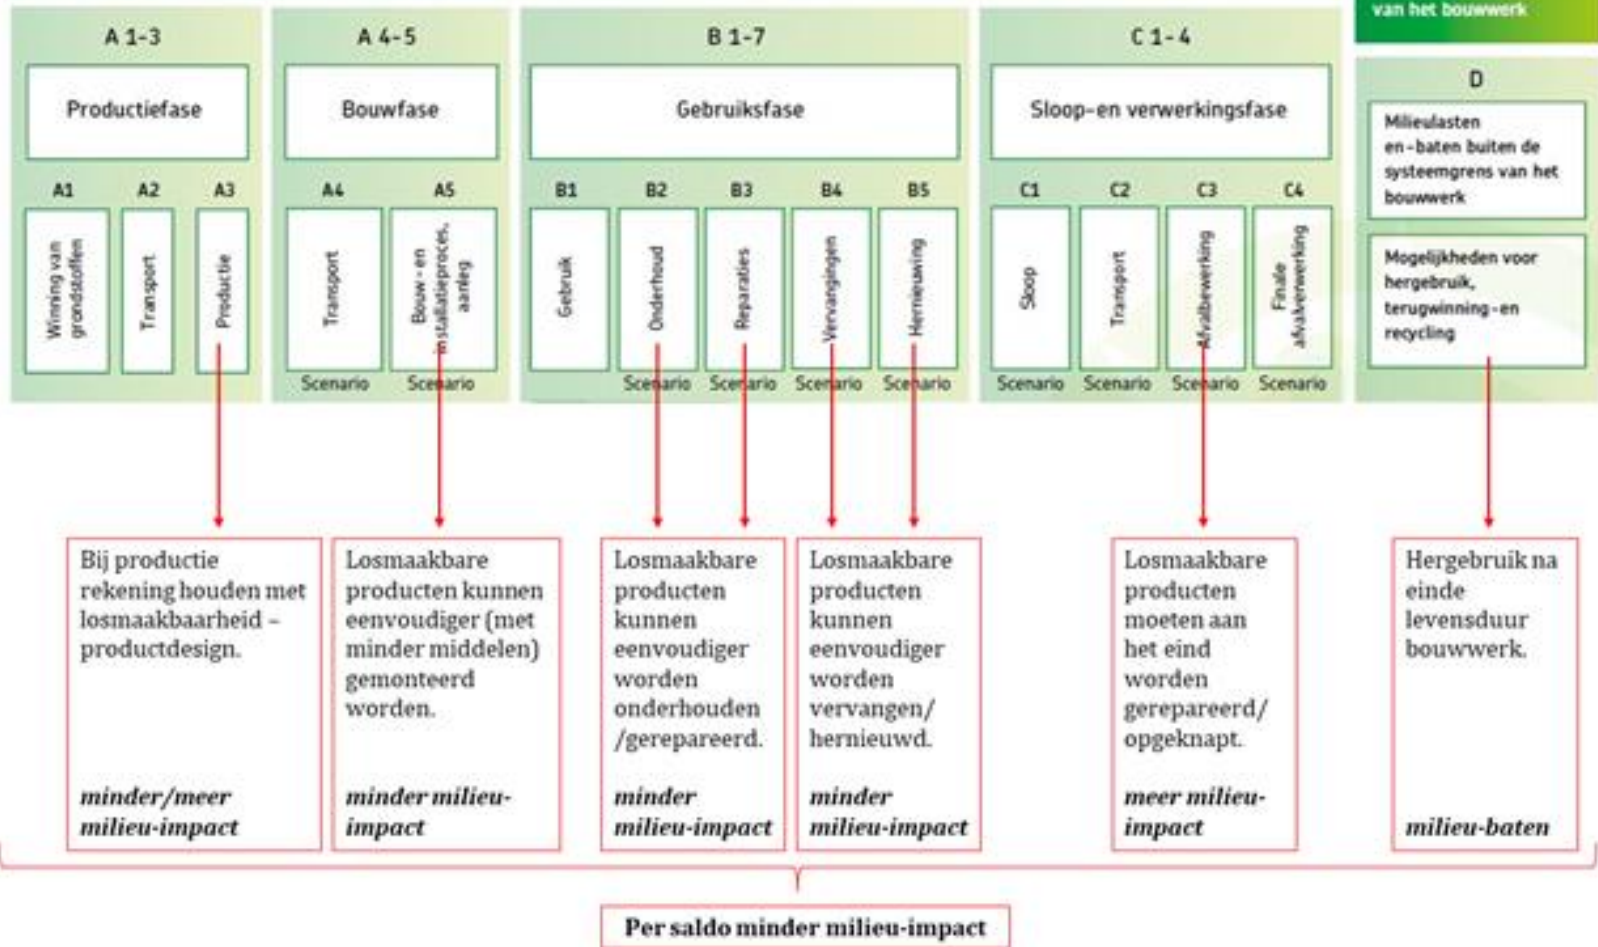 van het bouwwerk
A 1-3
A 4-5
B 1-7
C 1-4
D
Productiefase
Bouwfase
Gebruiksfase
Sloop-en verwerkingsfase
Milieulasten
en-baten buiten de
systeemgrens van het
bouwwerk
A1
A2
A3
A4
A5
B1
B2
B3
B4
B5
C1
C2
C3
C4
Winning van
grondstoffen
Transport
Productie
Transport
Bouw- en
installatieproces,
aanleg
Gebruik
Onderhoud
Reparaties
Vervangingen
Hernieuwing
Sloop
Transport
Afvalbewerking
Finale
afvalverwerking
Mogelijkheden voor
hergebruik,
terugwinning-en
recycling
Scenario
Scenario
Scenario
Scenario
Scenario
Scenario
Scenario
Scenario
Scenario
Scenario
Bij productie
rekening houden met
losmaakbaarheid –
productdesign.
minder/meer
milieu-impact
Losmaakbare
producten kunnen
eenvoudiger (met
minder middelen)
gemonteerd
worden.
minder milieu-
impact
Losmaakbare
producten
kunnen
eenvoudiger
worden
onderhouden
/gerepareerd.
minder
milieu-impact
Losmaakbare
producten
kunnen
eenvoudiger
worden
vervangen/
hernieuwd.
minder
milieu-impact
Losmaakbare
producten
moeten aan
het eind
worden
gerepareerd/
opgeknapt.
meer milieu-
impact
Hergebruik na
einde
levensduur
bouwwerk.
milieu-baten
Per saldo minder milieu-impact